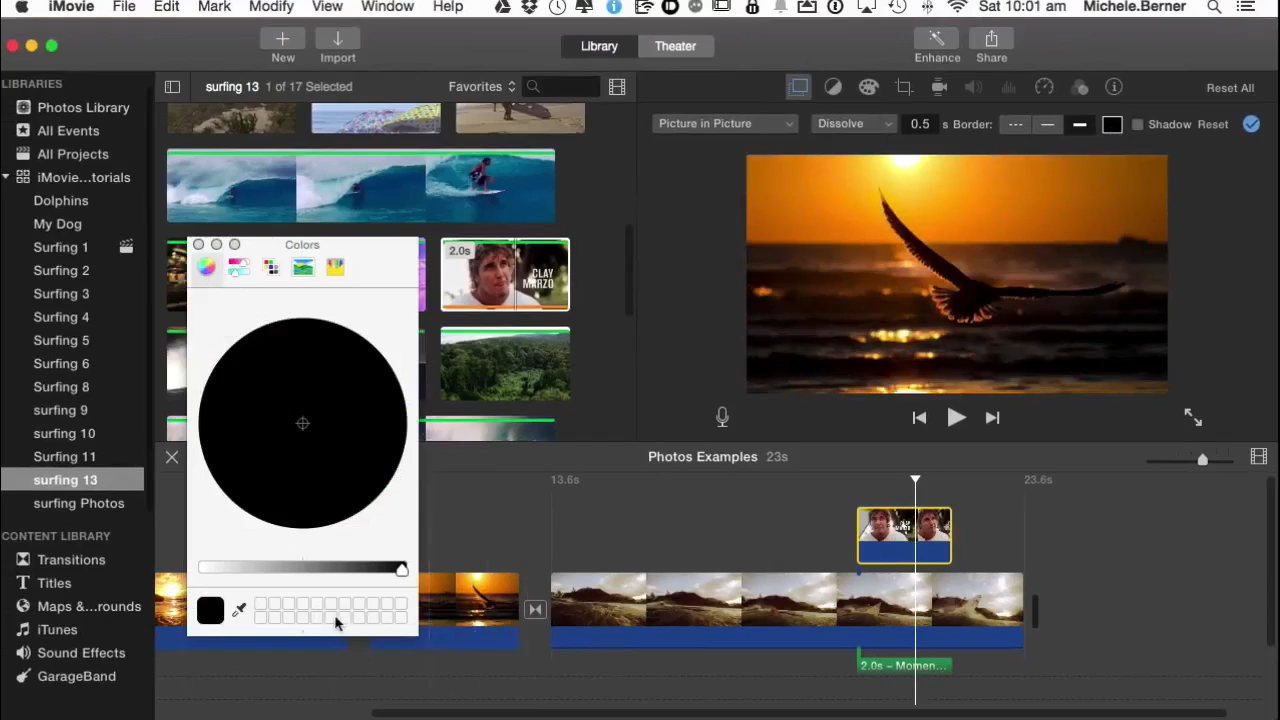 iMovie File Edit Mark Modify View Window Help Sat 10:01 am Michele.Berner
New Import Library Theater Enhance Share
LIBRARIES
Photos Library
All Events
All Projects
iMovie...torials
Dolphins
My Dog
Surfing 1
Surfing 2
Surfing 3
Surfing 4
Surfing 5
Surfing 6
Surfing 8
surfing 9
surfing 10
Surfing 11
surfing 13
surfing Photos
CONTENT LIBRARY
Transitions
Titles
Maps &...rounds
iTunes
Sound Effects
GarageBand
surfing 13 1 of 17 Selected Favorites
2.0s
CLAY
MARZO
Colors
Reset All
Picture in Picture Dissolve 0.5 s Border: Shadow Reset
Photos Examples 23s
13.6s 23.6s
2.0s – Momen...